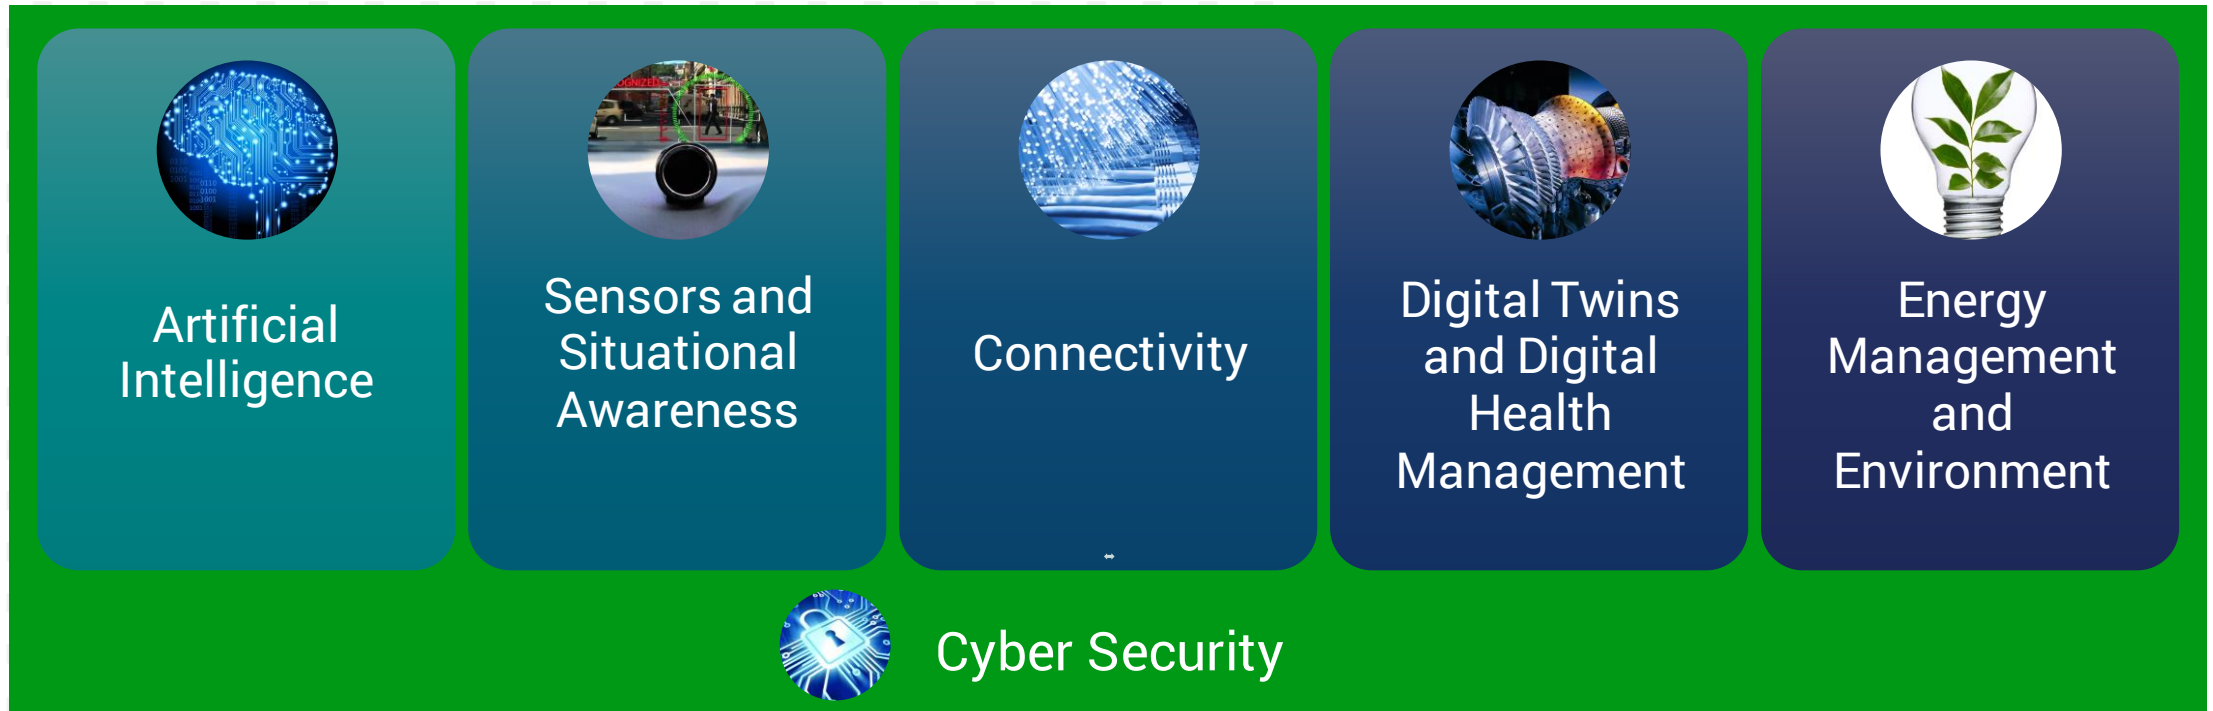 Artificial
Intelligence
OGNIZED
Sensors and
Situational
Awareness
Connectivity
Digital Twins
and Digital
Health
Management
Energy
Management
and
Environment
Cyber Security